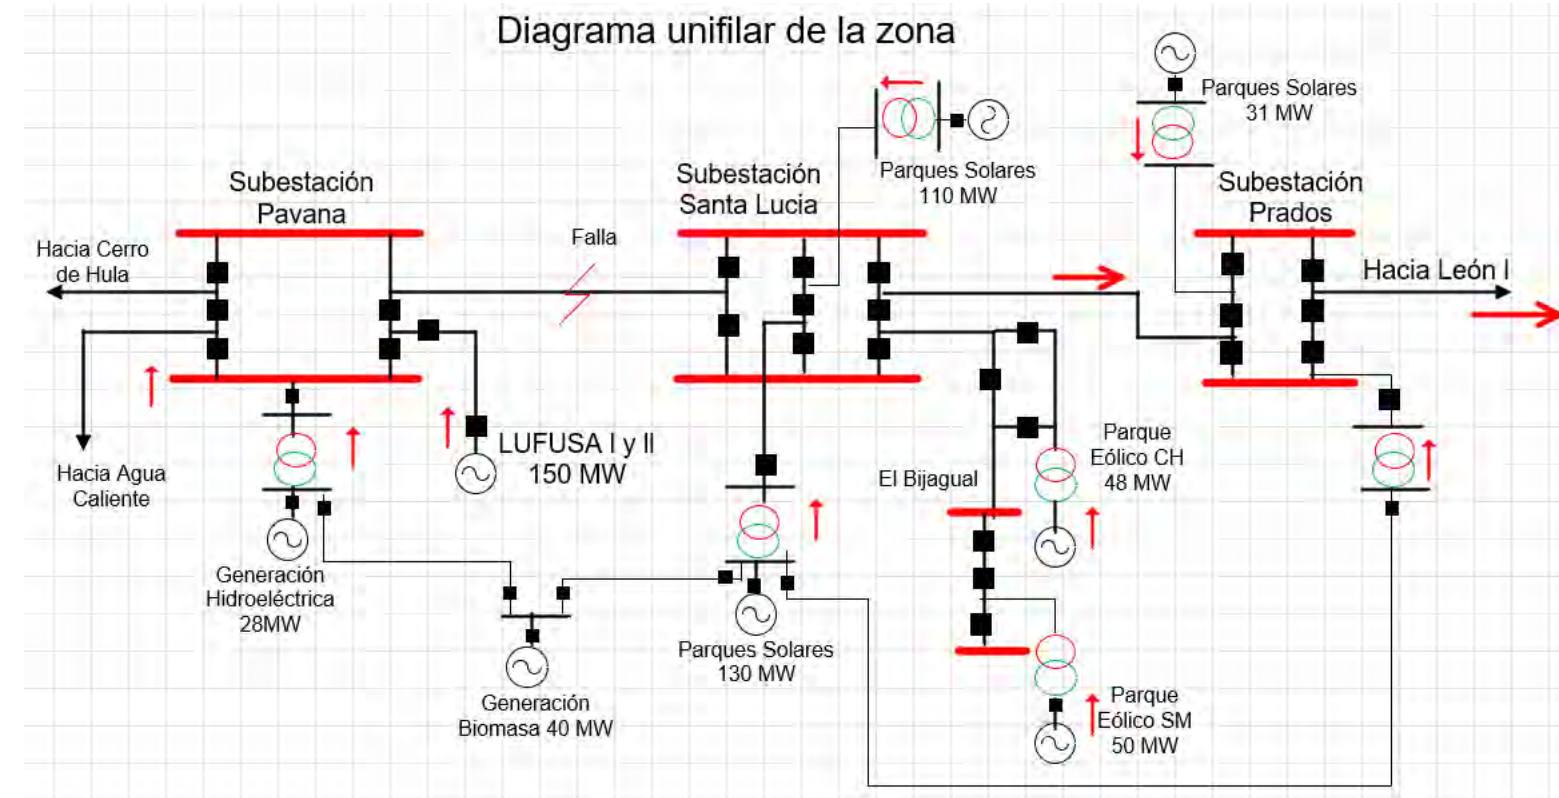 Diagrama unifilar de la zona
Parques Solares
31 MW
Parques Solares
110 MW
Subestación
Pavana
Subestación
Santa Lucia
Subestación
Prados
Hacia Cerro
de Hula
Falla
Hacia León I
Hacia Agua
Caliente
LUFUSA I y II
150 MW
El Bijagual
Parque
Eólico CH
48 MW
Generación
Hidroeléctrica
28MW
Parques Solares
130 MW
Generación
Biomasa 40 MW
Parque
Eólico SM
50 MW